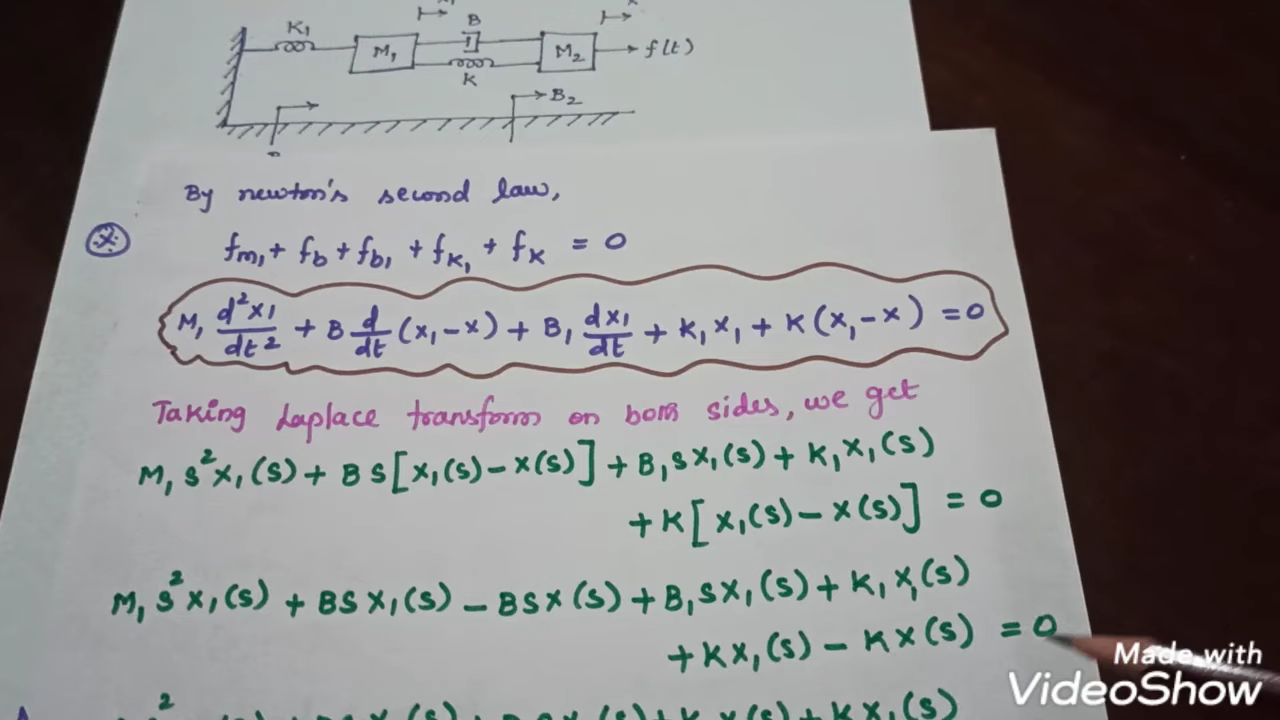 K₁
M₁
B
K
M₂
f(t)
B₂
By newton's second law,
fm₁ + fb + fb₁ + fK₁ + fK = 0
M₁ d²x₁/dt² + B d/dt (x₁ - x) + B₁ dx₁/dt + K₁x₁ + K(x₁ - x) = 0
Taking Laplace transform on both sides, we get
M₁s²X₁(s) + BS[X₁(s) - X(s)] + B₁SX₁(s) + K₁X₁(s)
+ K[X₁(s) - X(s)] = 0
M₁s²X₁(s) + BSX₁(s) - BSX(s) + B₁SX₁(s) + K₁X₁(s)
+ KX₁(s) - KX(s) = 0
Made with
VideoShow